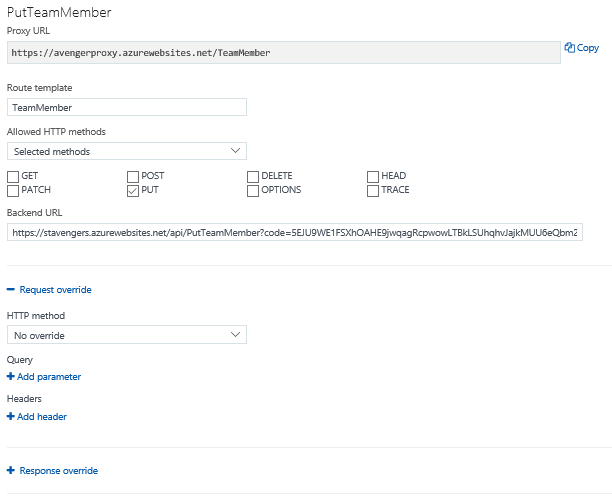 PutTeamMember
Proxy URL
https://avengerproxy.azurewebsites.net/TeamMember
Copy
Route template
TeamMember
Allowed HTTP methods
Selected methods
GET POST DELETE HEAD
PATCH PUT OPTIONS TRACE
Backend URL
https://stavengers.azurewebsites.net/api/PutTeamMember?code=5EJU9WE1FSXhOAHE9jwqagRcpwowLTBkLSUhqhvJajkMUU6eQbm2
Request override
HTTP method
No override
Query
Add parameter
Headers
Add header
Response override